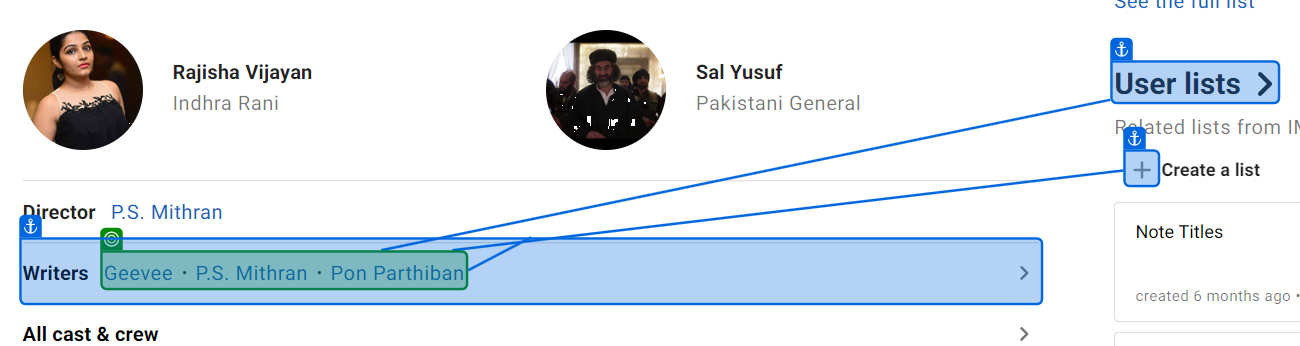 See the full list
Rajisha Vijayan
Indhra Rani
Sal Yusuf
Pakistani General
User lists
Related lists from IM
Create a list
Director P.S. Mithran
Writers Geevee · P.S. Mithran · Pon Parthiban
Note Titles
created 6 months ago •
All cast & crew